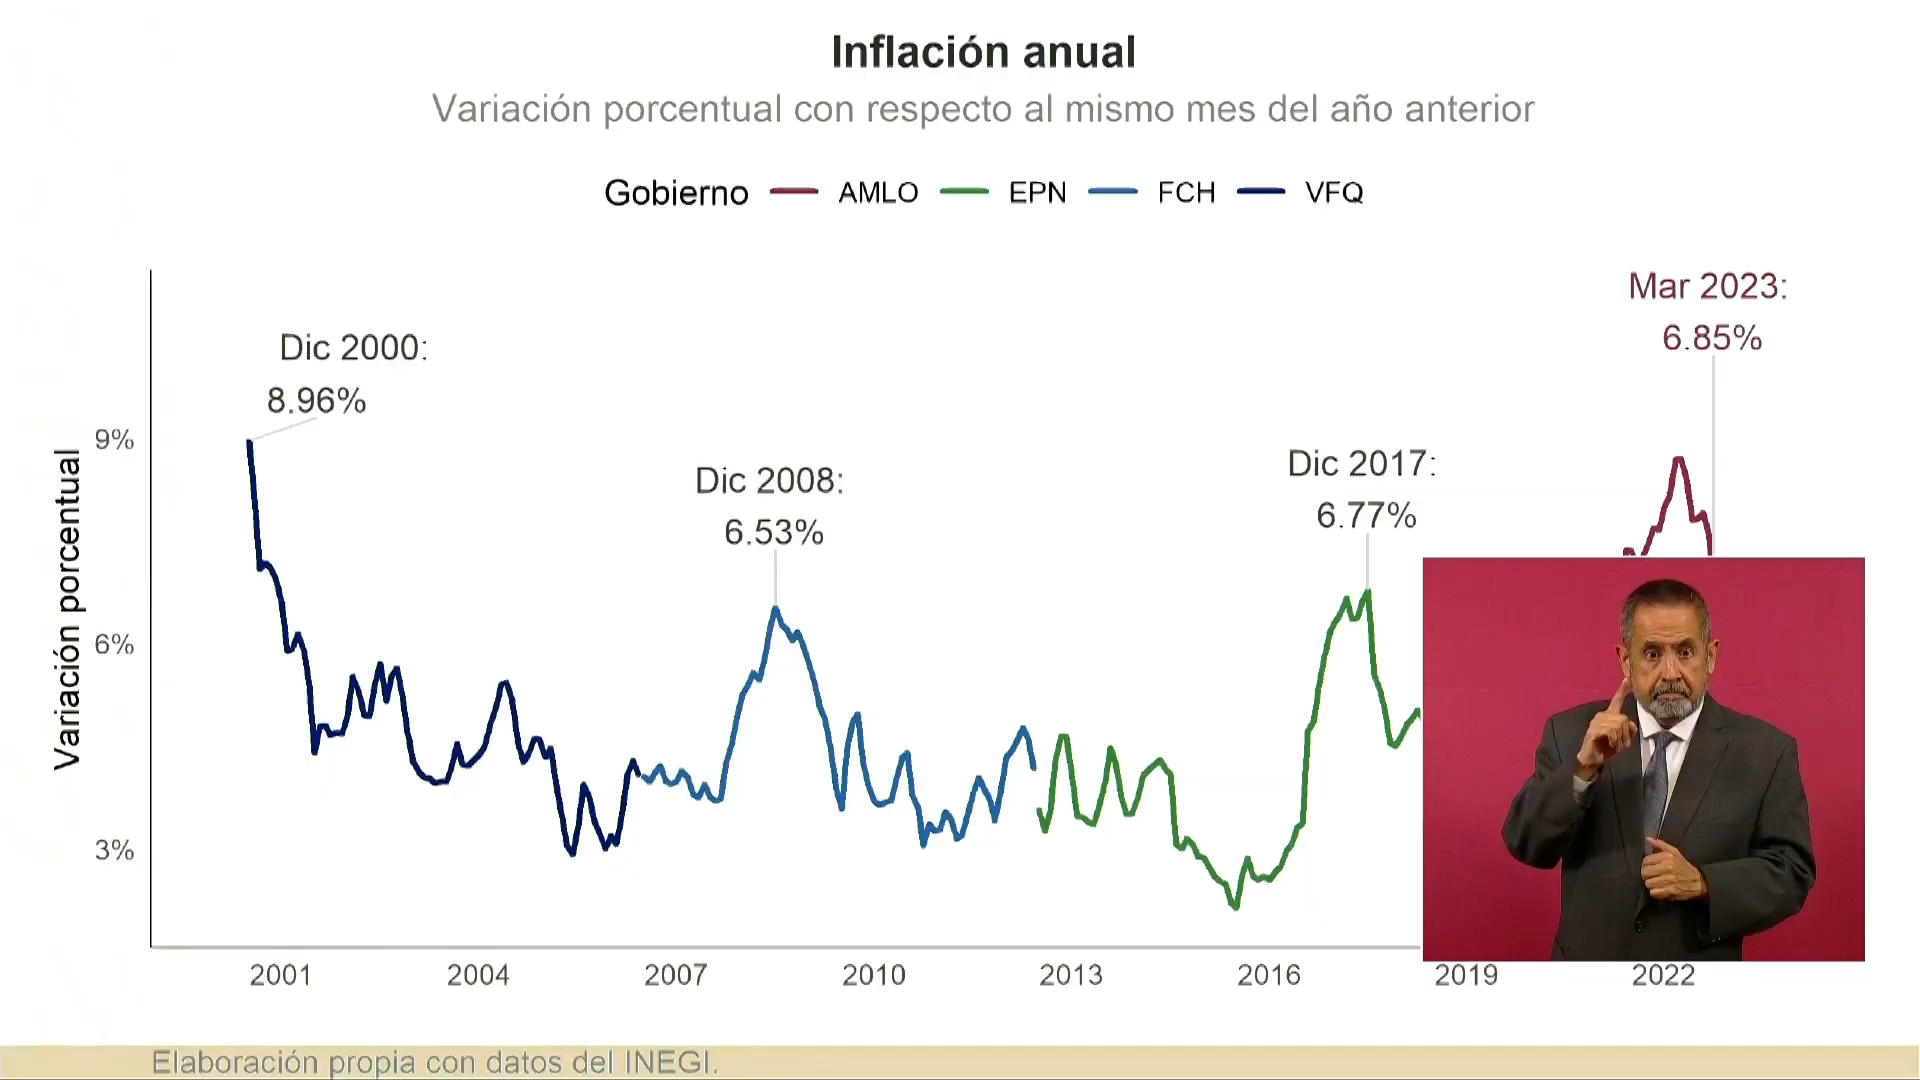 Inflación anual
Variación porcentual con respecto al mismo mes del año anterior
Gobierno AMLO EPN FCH VFQ
Mar 2023:
6.85%
Dic 2000:
8.96%
Dic 2008:
6.53%
Dic 2017:
6.77%
Variación porcentual
9%
6%
3%
2001 2004 2007 2010 2013 2016 2019 2022
Elaboración propia con datos del INEGI.